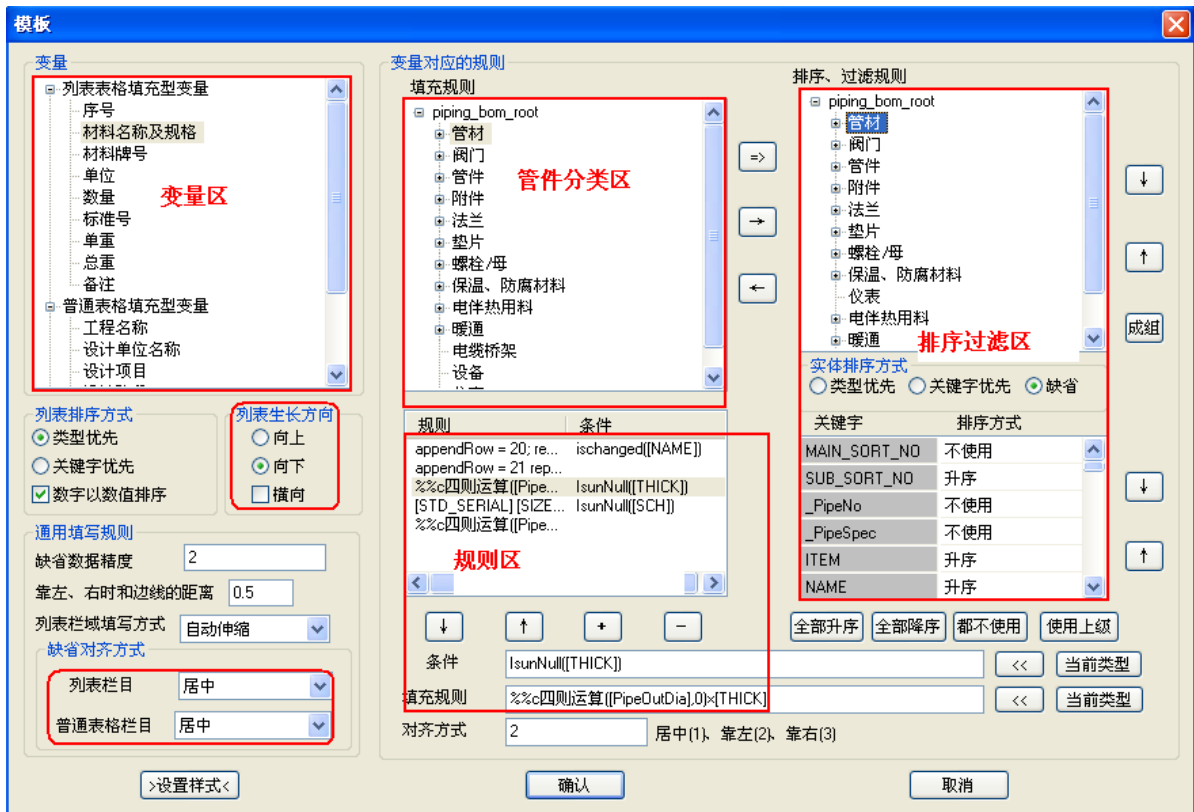 模板
变量
列表表格填充型变量
序号
材料名称及规格
材料牌号
单位
数量
标准号
单重
总重
备注
普通表格填充型变量
工程名称
设计单位名称
设计项目
变量区
列表排序方式
类型优先
关键字优先
数字以数值排序
列表生长方向
向上
向下
横向
通用填写规则
缺省数据精度 2
靠左、右时和边线的距离 0.5
列表栏域填写方式 自动伸缩
缺省对齐方式
列表栏目 居中
普通表格栏目 居中
>设置样式<
变量对应的规则
填充规则
piping_bom_root
管材
阀门
管件
附件
法兰
垫片
螺栓/母
保温、防腐材料
电伴热用料
暖通
电缆桥架
设备
管件分类区
=>
→
←
排序、过滤规则
piping_bom_root
管材
阀门
管件
附件
法兰
垫片
螺栓/母
保温、防腐材料
仪表
电伴热用料
暖通
排序过滤区
↓
↑
成组
实体排序方式
类型优先 关键字优先 缺省
关键字 排序方式
MAIN_SORT_NO 不使用
SUB_SORT_NO 升序
_PipeNo 不使用
_PipeSpec 不使用
ITEM 升序
NAME 升序
↓
↑
全部升序 全部降序 都不使用 使用上级
规则 条件
appendRow = 20; re... ischanged([NAME])
appendRow = 21 rep...
%%c四则运算([Pipe... IsunNull([THICK])
[STD_SERIAL] [SIZE... IsunNull([SCH])
%%c四则运算([Pipe...
规则区
↓ ↑ + -
条件 IsunNull([THICK]) << 当前类型
填充规则 %%c四则运算([PipeOutDia],0)×[THICK] << 当前类型
对齐方式 2 居中(1)、靠左(2)、靠右(3)
确认
取消